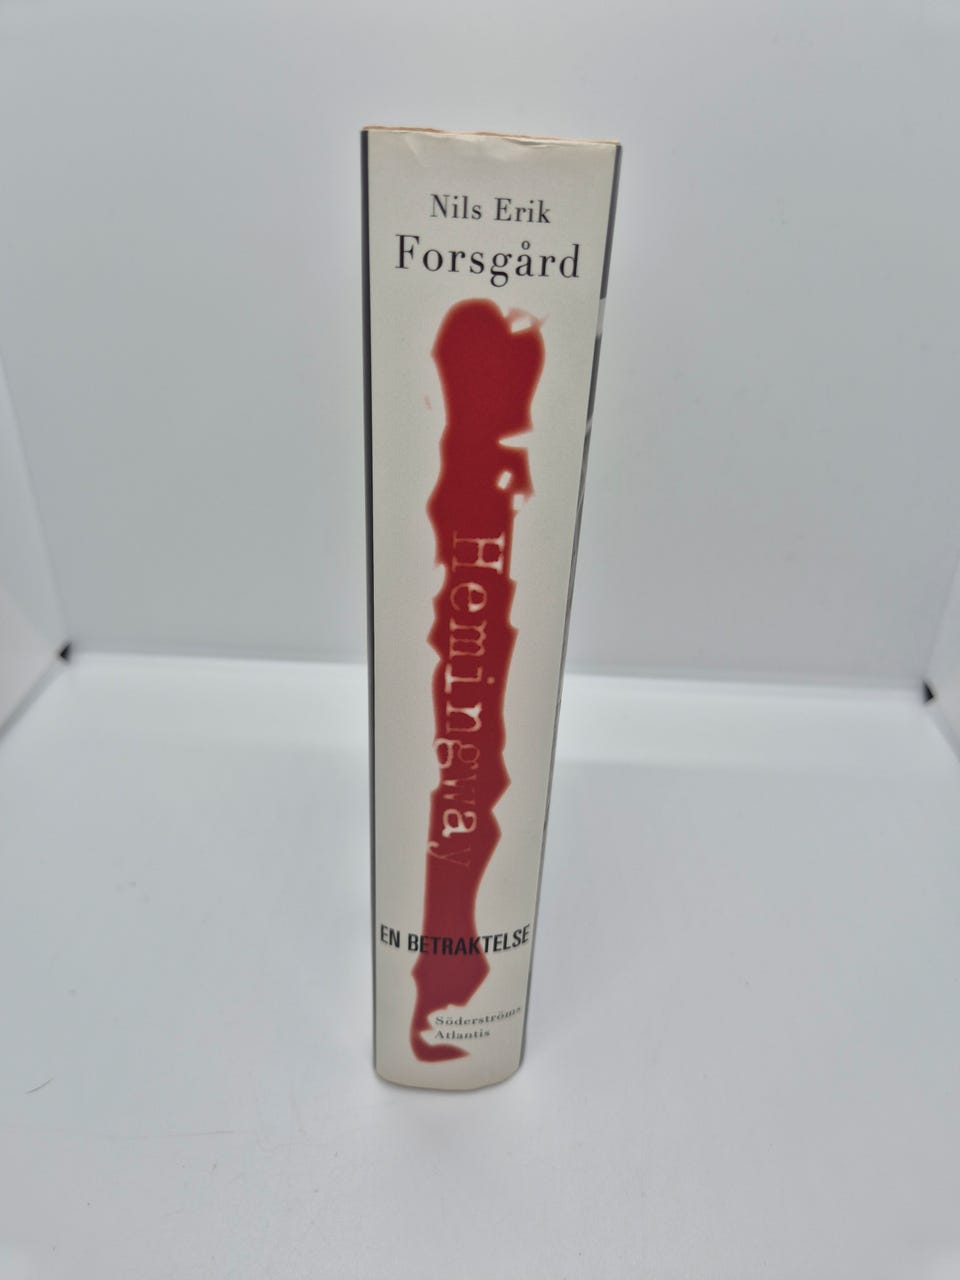 Nils Erik
Forsgård
Hemingway
EN BETRAKTELSE
Söderströms
Atlantis